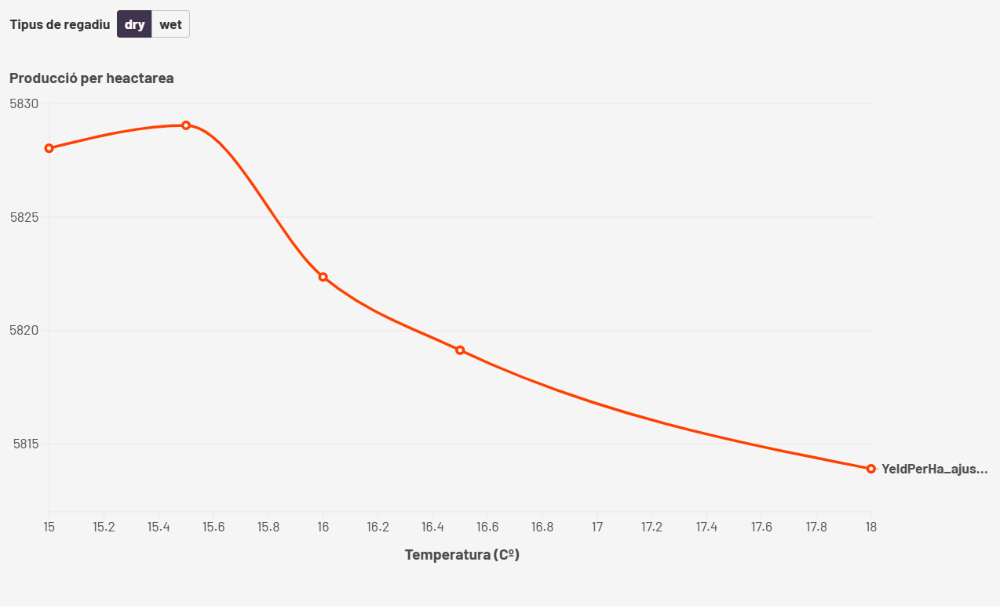 Tipus de regadiu dry wet
Producció per heactarea
5830
5825
5820
5815
YeldPerHa_ajus...
15 15.2 15.4 15.6 15.8 16 16.2 16.4 16.6 16.8 17 17.2 17.4 17.6 17.8 18
Temperatura (Cº)